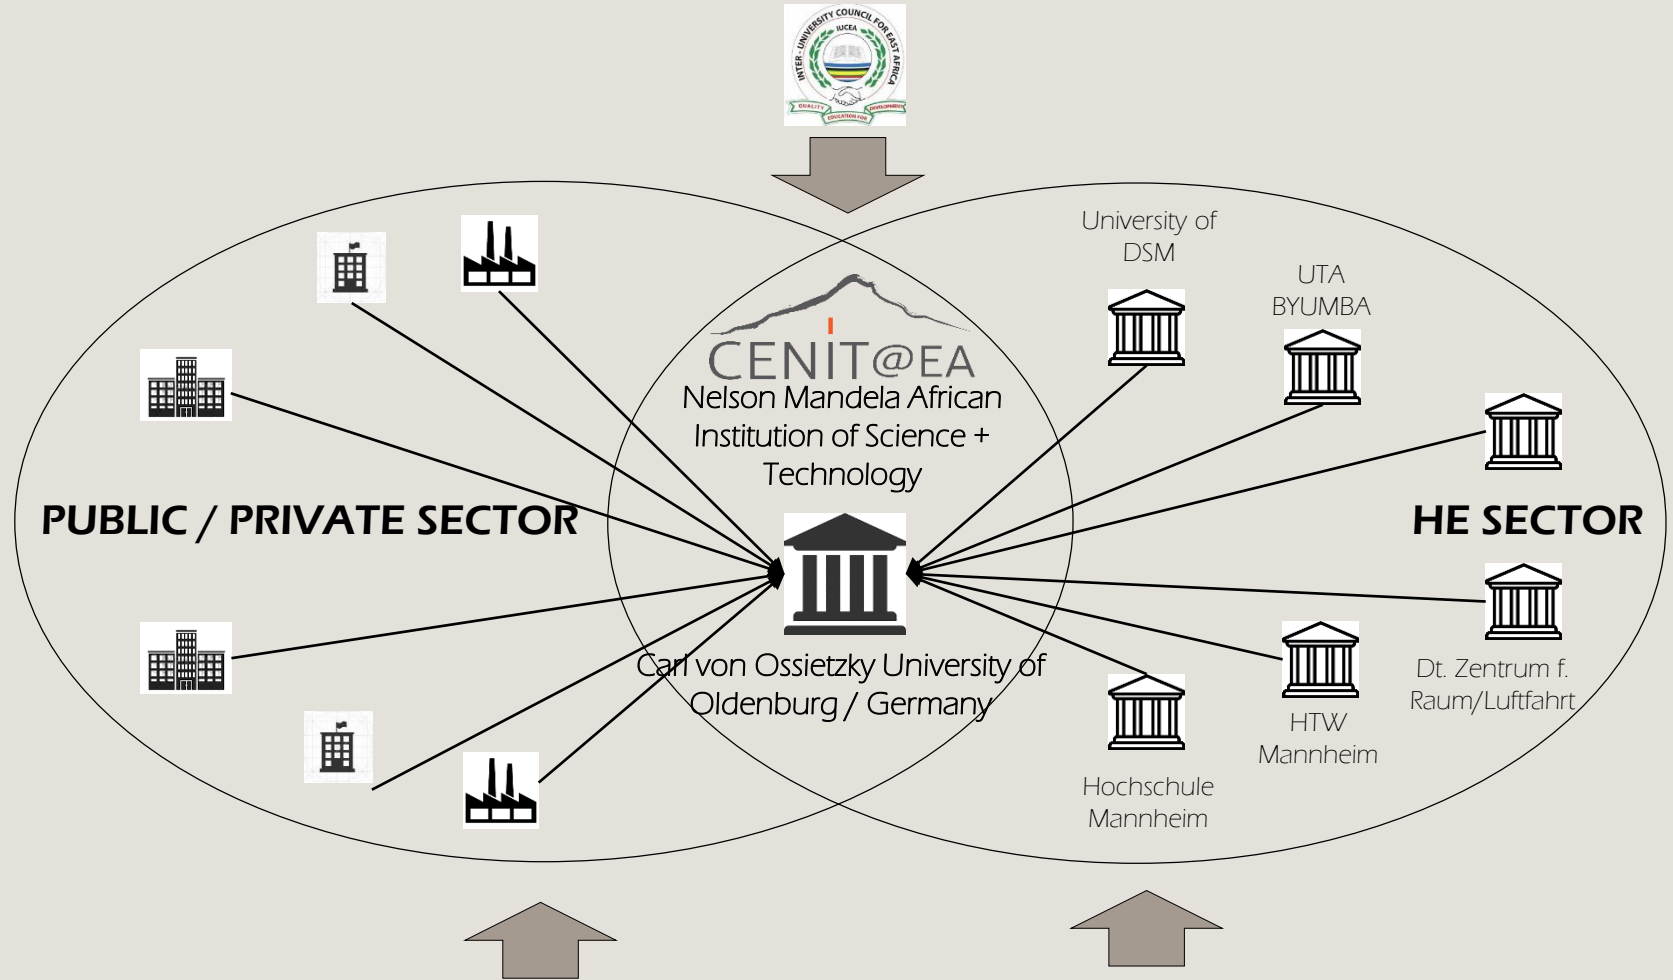 INTER - UNIVERSITY COUNCIL FOR EAST AFRICA
IUCEA
QUALITY
EDUCATION FOR
DEVELOPMENT
University of
DSM
UTA
BYUMBA
CENIT@EA
Nelson Mandela African
Institution of Science +
Technology
PUBLIC / PRIVATE SECTOR
HE SECTOR
Carl von Ossietzky University of
Oldenburg / Germany
Dt. Zentrum f.
Raum/Luftfahrt
HTW
Mannheim
Hochschule
Mannheim